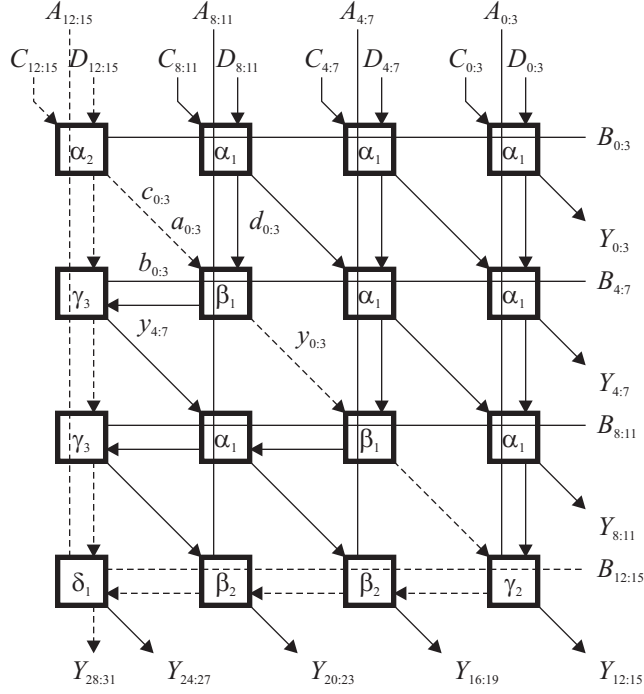 A12:15 A8:11 A4:7 A0:3
C12:15 D12:15 C8:11 D8:11 C4:7 D4:7 C0:3 D0:3
α2 α1 α1 α1 B0:3
c0:3
a0:3 d0:3 Y0:3
b0:3
γ3 β1 α1 α1 B4:7
y4:7 y0:3
Y4:7
γ3 α1 β1 α1 B8:11
Y8:11
δ1 β2 β2 γ2 B12:15
Y28:31 Y24:27 Y20:23 Y16:19 Y12:15